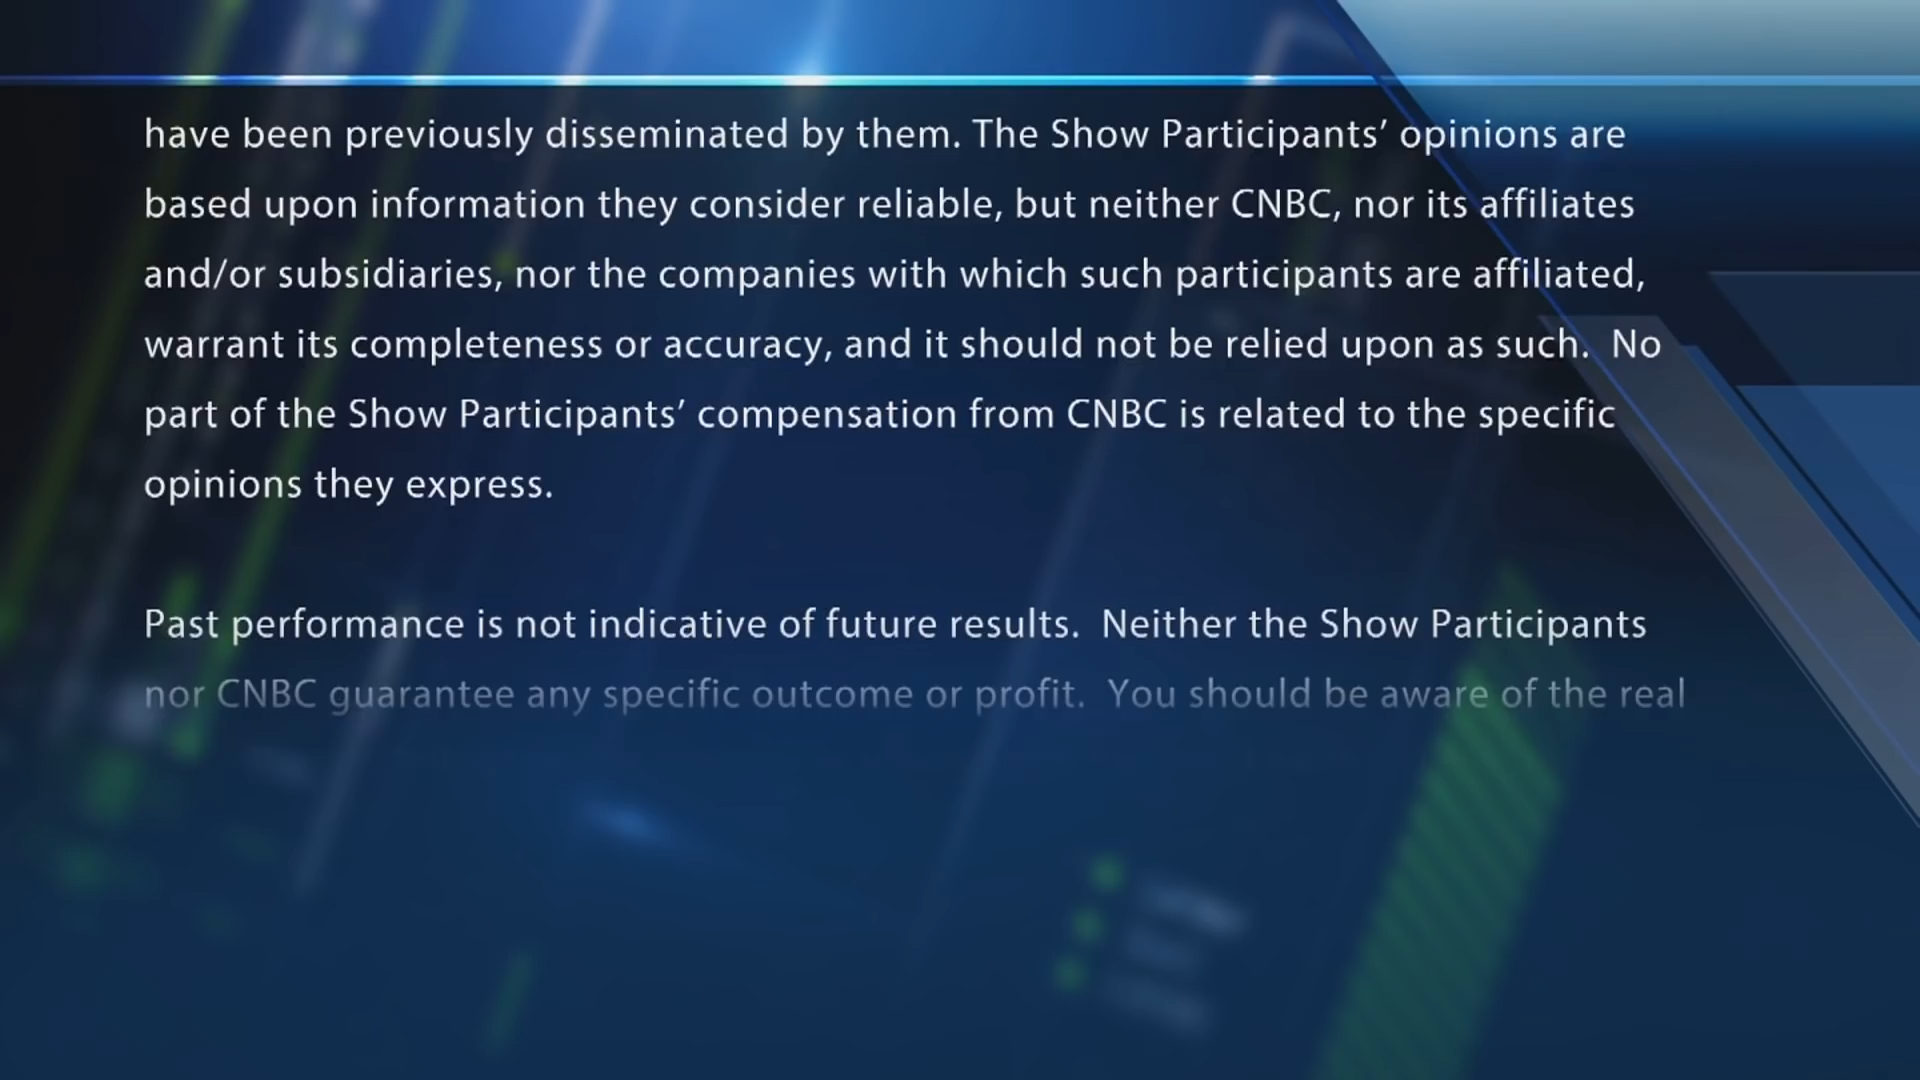 have been previously disseminated by them. The Show Participants’ opinions are
based upon information they consider reliable, but neither CNBC, nor its affiliates
and/or subsidiaries, nor the companies with which such participants are affiliated,
warrant its completeness or accuracy, and it should not be relied upon as such.  No
part of the Show Participants’ compensation from CNBC is related to the specific
opinions they express.
Past performance is not indicative of future results.  Neither the Show Participants
nor CNBC guarantee any specific outcome or profit.  You should be aware of the real